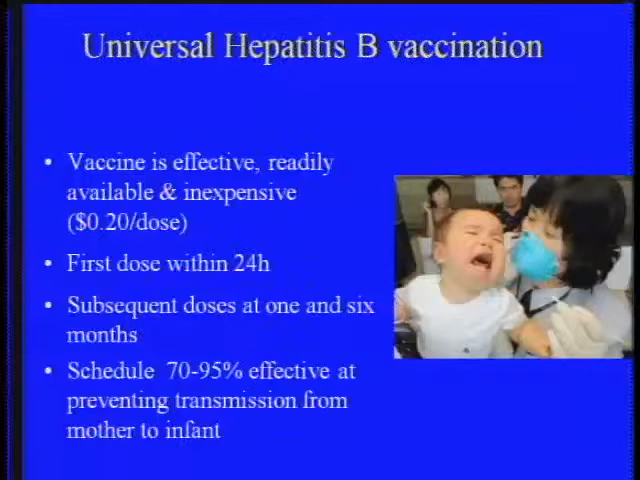 Universal Hepatitis B vaccination
• Vaccine is effective, readily
available & inexpensive
($0.20/dose)
• First dose within 24h
• Subsequent doses at one and six
months
• Schedule 70-95% effective at
preventing transmission from
mother to infant